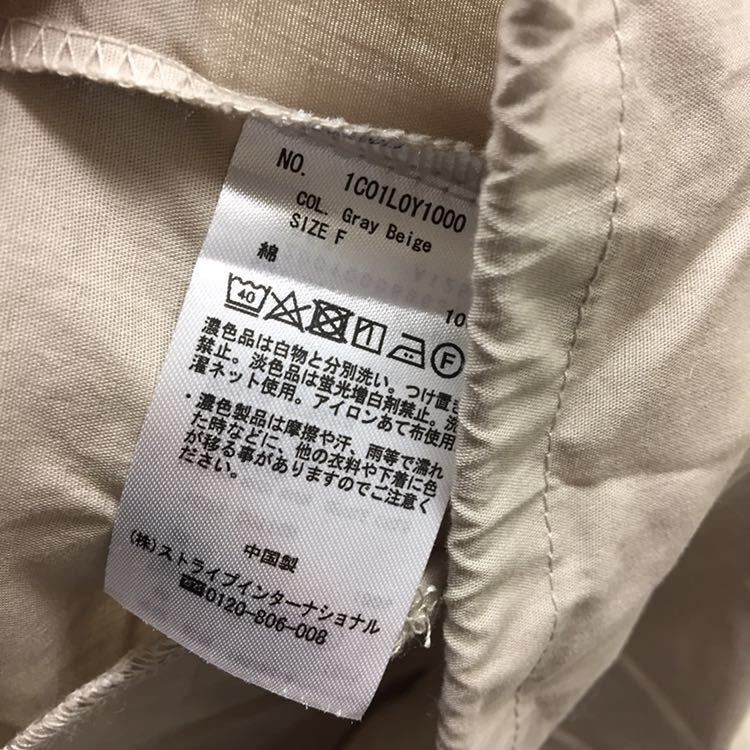 NO. 1C01L0Y1000
COL. Gray Beige
SIZE F
綿 10
40 F
濃色品は白物と分別洗い。つけ置き
禁止。淡色品は蛍光増白剤禁止。洗
濯ネット使用。アイロンあて布使用
・濃色製品は摩擦や汗、雨等で濡れ
た時などに、他の衣料や下着に色
が移る事がありますのでご注意く
ださい。
中国製
(株)ストライプインターナショナル
0120-806-008